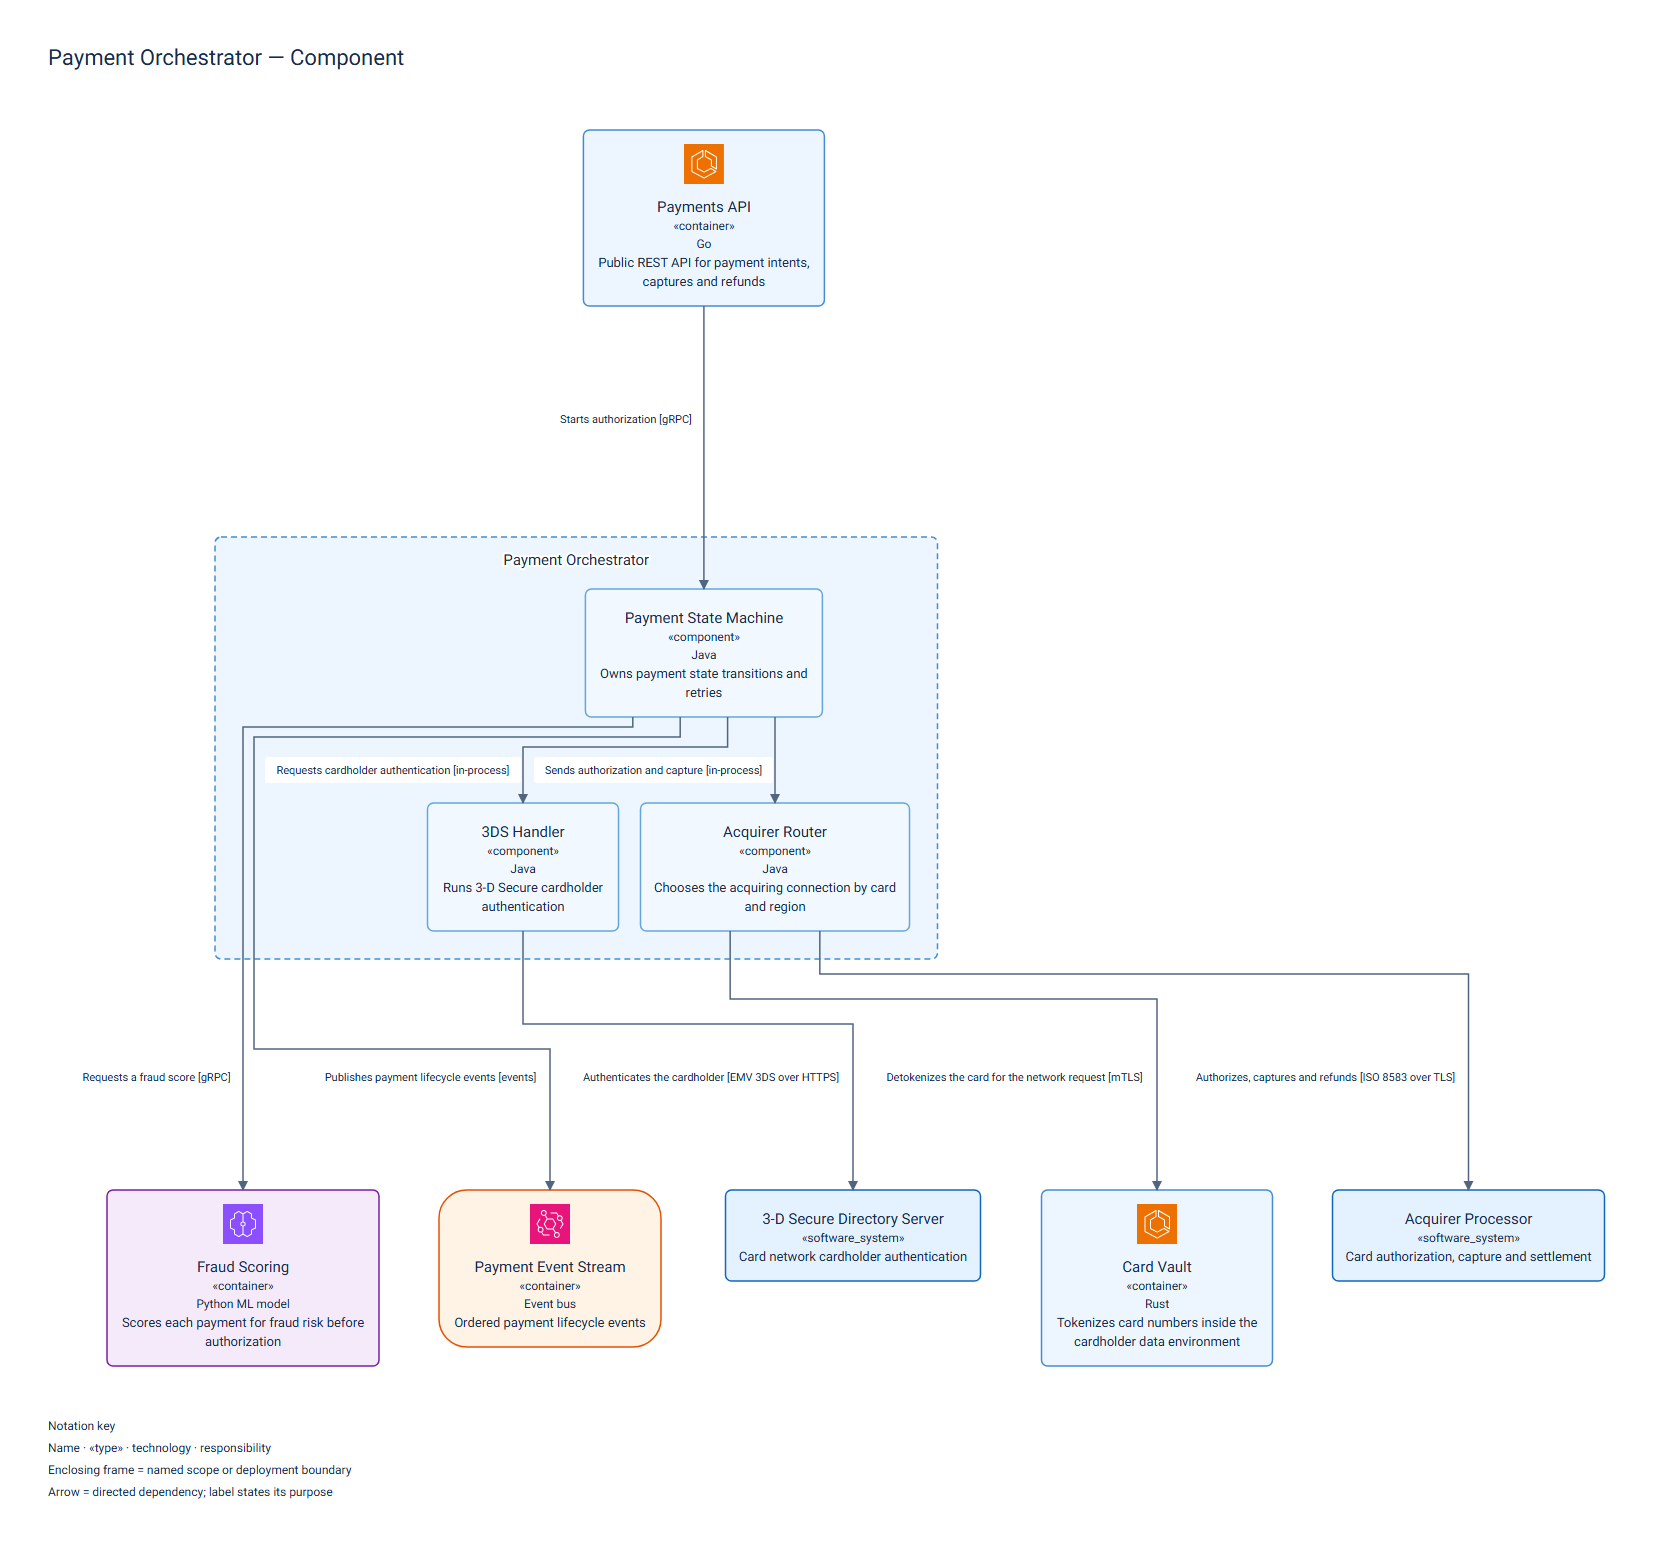 Payment Orchestrator — Component
Payments API
«container»
Go
Public REST API for payment intents,
captures and refunds
Starts authorization [gRPC]
Payment Orchestrator
Payment State Machine
«component»
Java
Owns payment state transitions and
retries
Requests cardholder authentication [in-process]
Sends authorization and capture [in-process]
3DS Handler
«component»
Java
Runs 3-D Secure cardholder
authentication
Acquirer Router
«component»
Java
Chooses the acquiring connection by card
and region
Requests a fraud score [gRPC]
Publishes payment lifecycle events [events]
Authenticates the cardholder [EMV 3DS over HTTPS]
Detokenizes the card for the network request [mTLS]
Authorizes, captures and refunds [ISO 8583 over TLS]
Fraud Scoring
«container»
Python ML model
Scores each payment for fraud risk before
authorization
Payment Event Stream
«container»
Event bus
Ordered payment lifecycle events
3-D Secure Directory Server
«software_system»
Card network cardholder authentication
Card Vault
«container»
Rust
Tokenizes card numbers inside the
cardholder data environment
Acquirer Processor
«software_system»
Card authorization, capture and settlement
Notation key
Name · «type» · technology · responsibility
Enclosing frame = named scope or deployment boundary
Arrow = directed dependency; label states its purpose